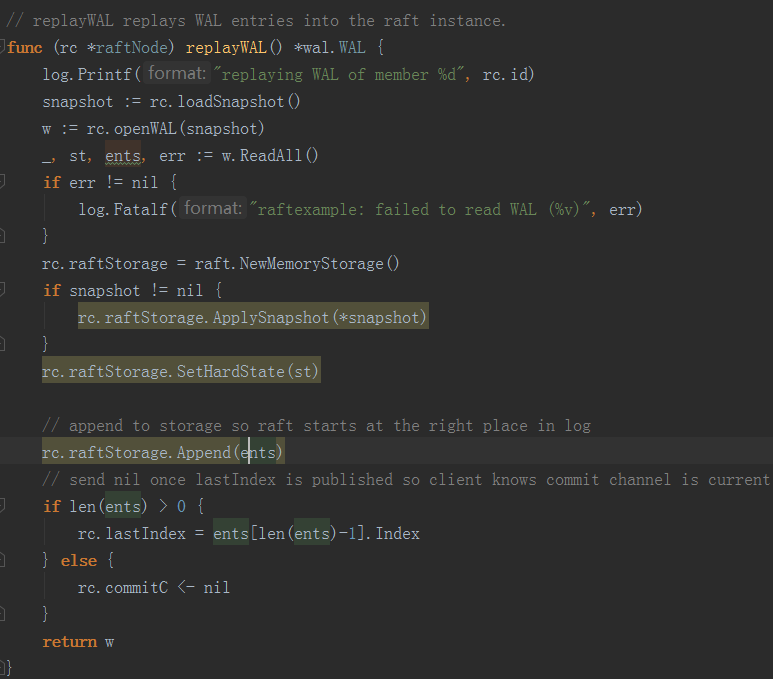 // replayWAL replays WAL entries into the raft instance.
func (rc *raftNode) replayWAL() *wal.WAL {
log.Printf( format: "replaying WAL of member %d", rc.id)
snapshot := rc.loadSnapshot()
w := rc.openWAL(snapshot)
_, st, ents, err := w.ReadAll()
if err != nil {
log.Fatalf( format: "raftexample: failed to read WAL (%v)", err)
}
rc.raftStorage = raft.NewMemoryStorage()
if snapshot != nil {
rc.raftStorage.ApplySnapshot(*snapshot)
}
rc.raftStorage.SetHardState(st)
// append to storage so raft starts at the right place in log
rc.raftStorage.Append(ents)
// send nil once lastIndex is published so client knows commit channel is current
if len(ents) > 0 {
rc.lastIndex = ents[len(ents)-1].Index
} else {
rc.commitC <- nil
}
return w
}